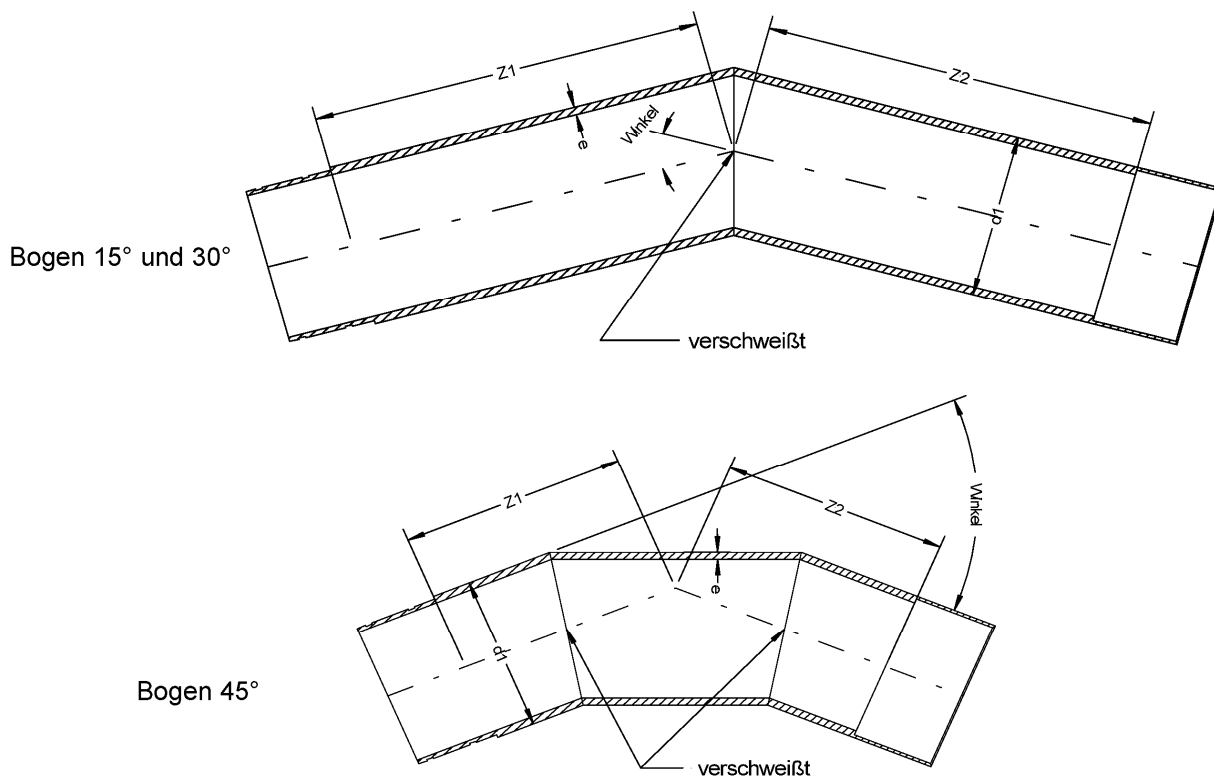 Z1
Z2
e
Winkel
d1
Bogen 15° und 30°
verschweißt
Z1
Z2
Winkel
e
d1
Bogen 45°
verschweißt